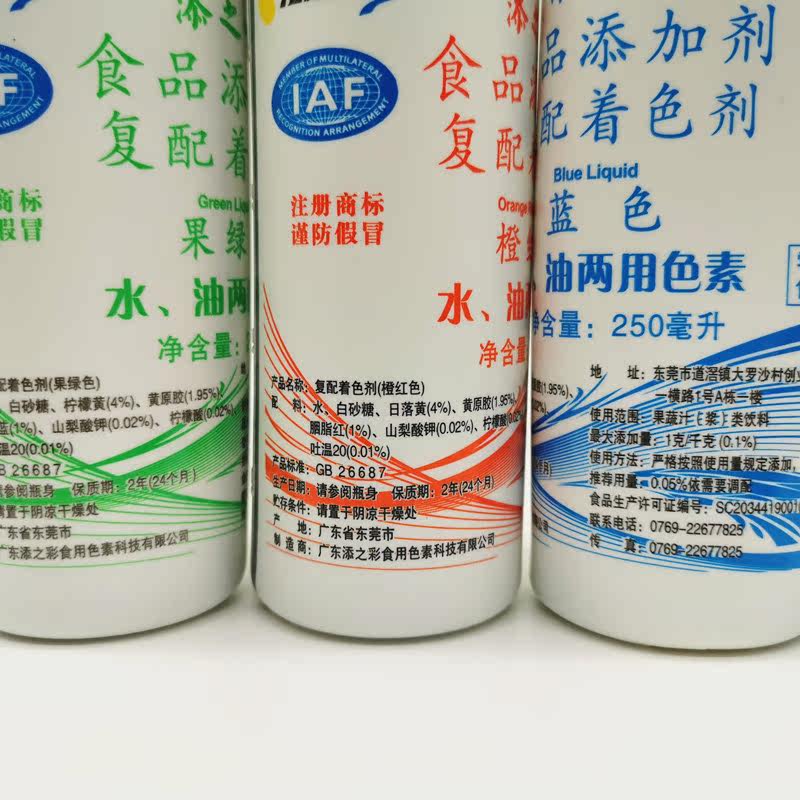 添之
食品添
复配着
MEMBER OF MULTILATERAL
AF
RECOGNITION ARRANGEMENT
商标
假冒
Green Liq
果绿
水、油两
净含量:
配着色剂(果绿色)
白砂糖、柠檬黄(4%)、黄原胶(1.95%)、
蓝(1%)、山梨酸钾(0.02%)、柠檬酸
温20(0.01%)
GB 26687
请参阅瓶身 保质期:2年(24个月)
请置于阴凉干燥处
广东省东莞市
广东添之彩食用色素科技有限公司
添
食品
复配着
MEMBER OF MULTILATERAL
IAF
RECOGNITION ARRANGEMENT
注册商标
谨防假冒
Orange
橙
水、油
净含量
产品名称:复配着色剂(橙红色)
配 料:水、白砂糖、日落黄(4%)、黄原胶(1.95%)
胭脂红(1%)、山梨酸钾(0.02%)、柠檬酸
吐温20(0.01%)
产品标准:GB 26687
生产日期:请参阅瓶身 保质期:2年(24个月)
贮存条件:请置于阴凉干燥处
产 地:广东省东莞市
制造商:广东添之彩食用色素科技有限公司
品添加剂
配着色剂
Blue Liquid
蓝 色
油两用色素
净含量:250毫升
地 址:东莞市道滘镇大罗沙村创业
一横路1号A栋三楼
使用范围:果蔬汁(浆)类饮料
最大添加量:1克/千克(0.1%)
使用方法:严格按照使用量规定添加,
推荐用量:0.05%依需要调配
食品生产许可证编号:SC203441900
联系电话:0769-22677825
传 真:0769-22677825